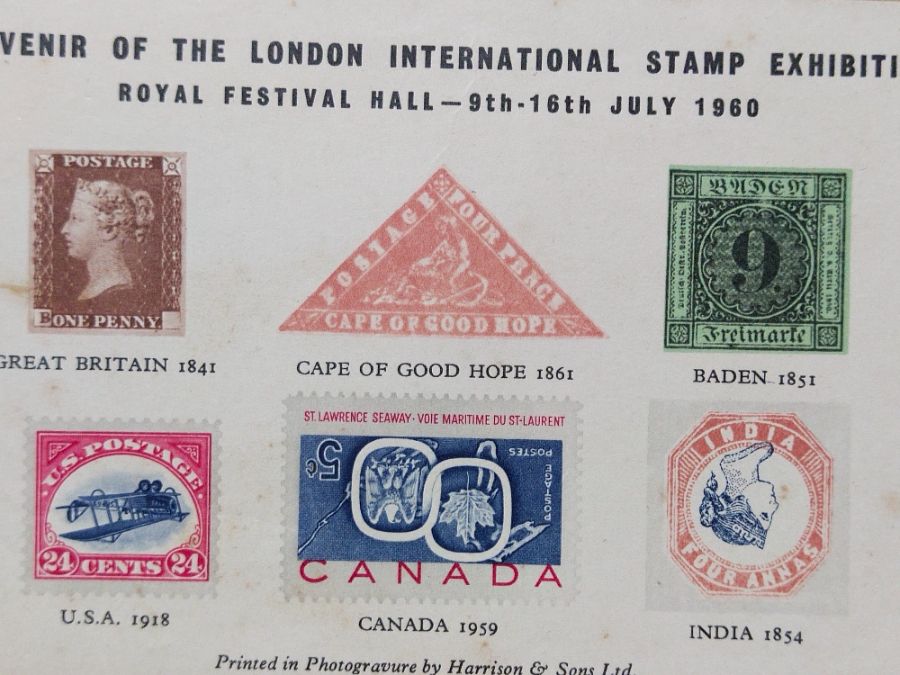 VENIR OF THE LONDON INTERNATIONAL STAMP EXHIBITI
ROYAL FESTIVAL HALL—9th-16th JULY 1960
POSTAGE
B ONE PENNY
GREAT BRITAIN 1841
POSTAGE
FOUR PENCE
CAPE OF GOOD HOPE
CAPE OF GOOD HOPE 1861
BADEN
9
Freimarke
BADEN 1851
U.S. POSTAGE
24 CENTS 24
U.S.A. 1918
ST. LAWRENCE SEAWAY · VOIE MARITIME DU ST-LAURENT
5¢
POSTES
POSTAGE
CANADA
CANADA 1959
INDIA
FOUR ANNAS
INDIA 1854
Printed in Photogravure by Harrison & Sons Ltd.